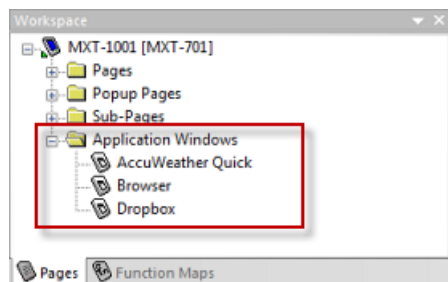 Workspace
MXT-1001 [MXT-701]
Pages
Popup Pages
Sub-Pages
Application Windows
AccuWeather Quick
Browser
Dropbox
Pages Function Maps